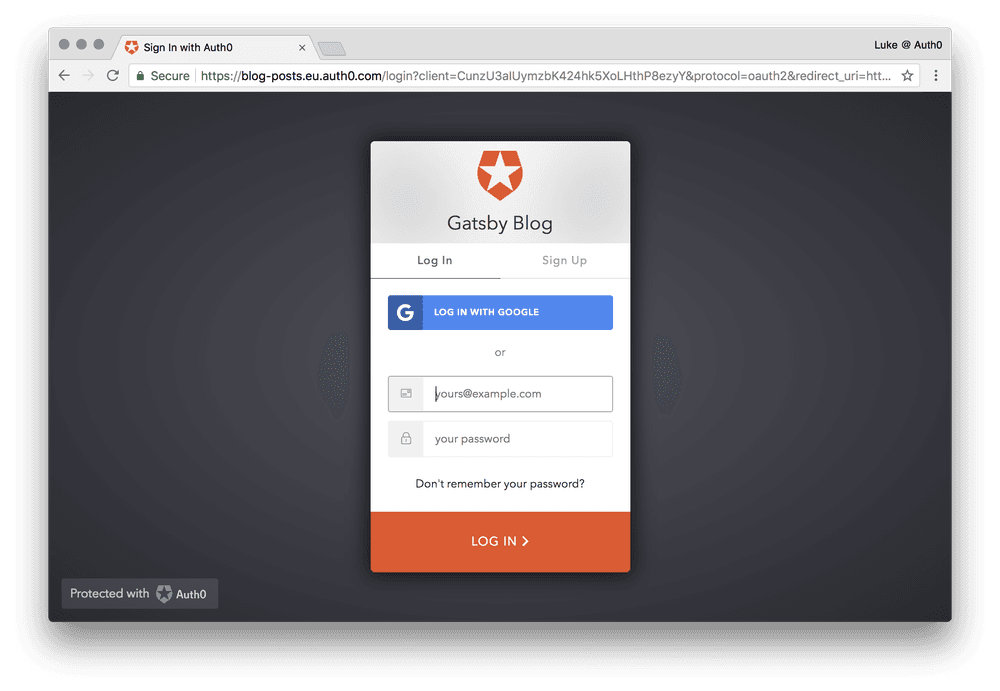 Sign In with Auth0
Luke @ Auth0
Secure https://blog-posts.eu.auth0.com/login?client=CunzU3alUymzbK424hk5XoLHthP8ezyY&protocol=oauth2&redirect_uri=htt...
Gatsby Blog
Log In Sign Up
G LOG IN WITH GOOGLE
or
yours@example.com
your password
Don't remember your password?
LOG IN >
Protected with Auth0